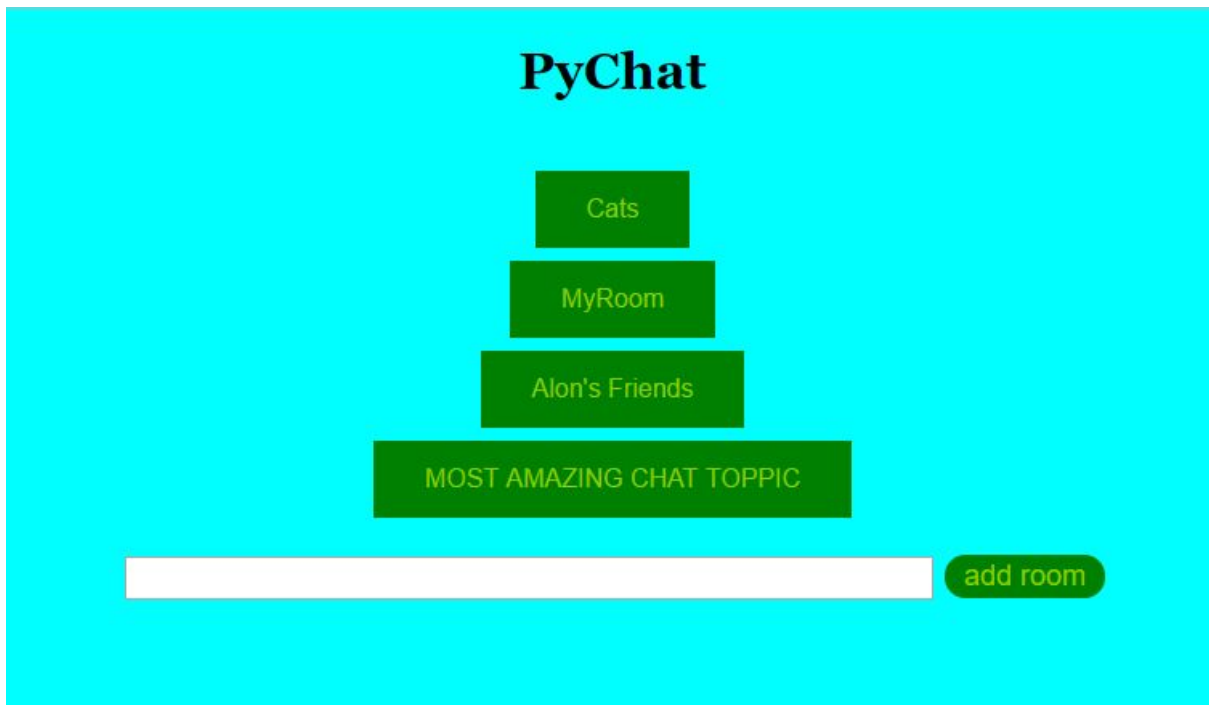 PyChat
Cats
MyRoom
Alon's Friends
MOST AMAZING CHAT TOPPIC
add room